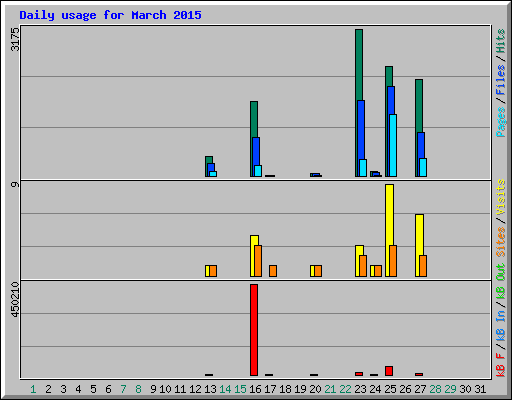 Daily usage for March 2015
3175
Pages/Files/Hits
9
Sites/Visits
450210
kB F/kB In/kB Out
1 2 3 4 5 6 7 8 9 10 11 12 13 14 15 16 17 18 19 20 21 22 23 24 25 26 27 28 29 30 31